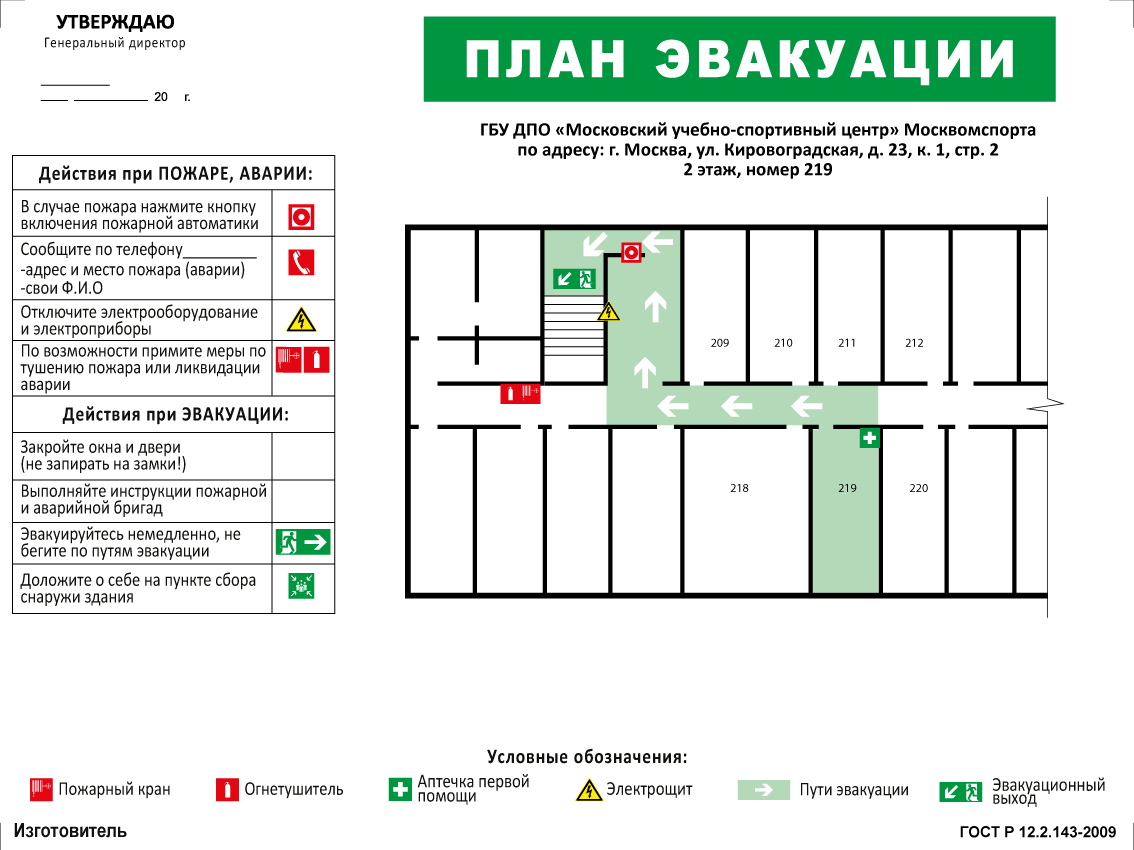 УТВЕРЖДАЮ
Генеральный директор
20 г.
ПЛАН ЭВАКУАЦИИ
ГБУ ДПО «Московский учебно-спортивный центр» Москомспорта
по адресу: г. Москва, ул. Кировоградская, д. 23, к. 1, стр. 2
2 этаж, номер 219
Действия при ПОЖАРЕ, АВАРИИ:
В случае пожара нажмите кнопку
включения пожарной автоматики
Сообщите по телефону_________
-адрес и место пожара (аварии)
-свои Ф.И.О
Отключите электрооборудование
и электроприборы
По возможности примите меры по
тушению пожара или ликвидации
аварии
Действия при ЭВАКУАЦИИ:
Закройте окна и двери
(не запирать на замки!)
Выполняйте инструкции пожарной
и аварийной бригад
Эвакуируйтесь немедленно, не
бегите по путям эвакуации
Доложите о себе на пункте сбора
снаружи здания
209 210 211 212
218 219 220
Условные обозначения:
Пожарный кран
Огнетушитель
Аптечка первой
помощи
Электрощит
Пути эвакуации
Эвакуационный
выход
Изготовитель
ГОСТ Р 12.2.143-2009